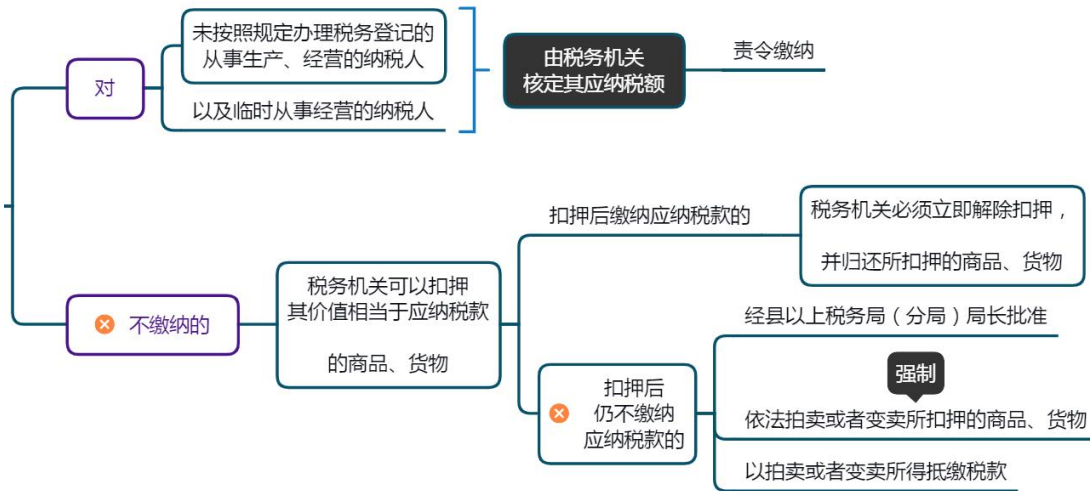 对
未按照规定办理税务登记的
从事生产、经营的纳税人
以及临时从事经营的纳税人
由税务机关
核定其应纳税额
责令缴纳
不缴纳的
税务机关可以扣押
其价值相当于应纳税款
的商品、货物
扣押后缴纳应纳税款的
税务机关必须立即解除扣押，
并归还所扣押的商品、货物
扣押后
仍不缴纳
应纳税款的
经县以上税务局（分局）局长批准
强制
依法拍卖或者变卖所扣押的商品、货物
以拍卖或者变卖所得抵缴税款